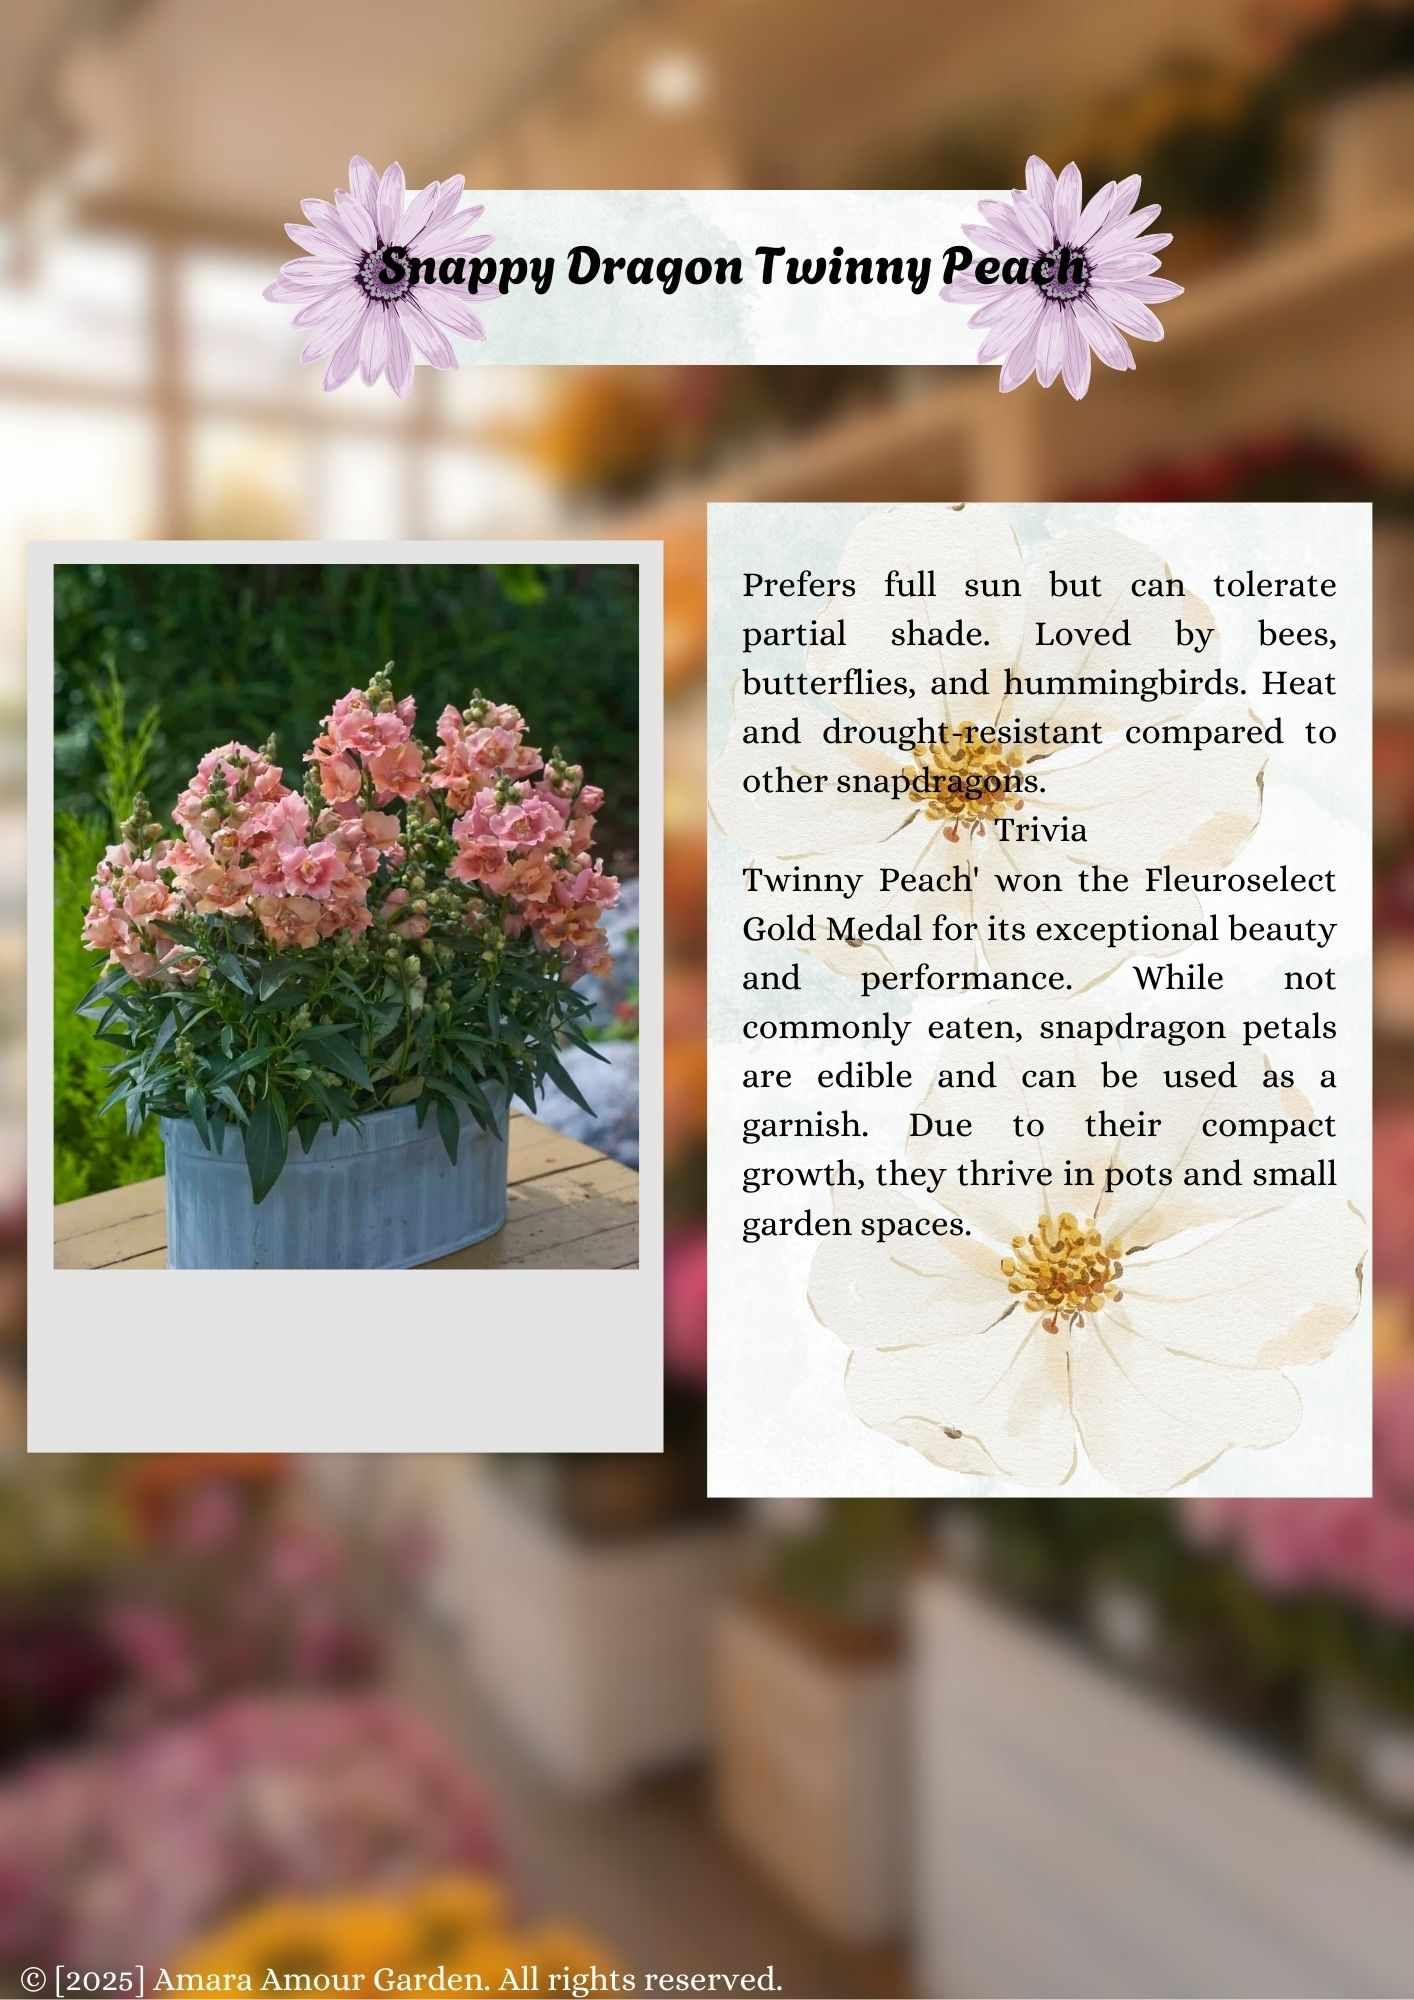 Snappy Dragon Twinny Peach
Prefers full sun but can tolerate
partial shade. Loved by bees,
butterflies, and hummingbirds. Heat
and drought-resistant compared to
other snapdragons.
Trivia
Twinny Peach' won the Fleuroselect
Gold Medal for its exceptional beauty
and performance. While not
commonly eaten, snapdragon petals
are edible and can be used as a
garnish. Due to their compact
growth, they thrive in pots and small
garden spaces.
© [2025] Amara Amour Garden. All rights reserved.